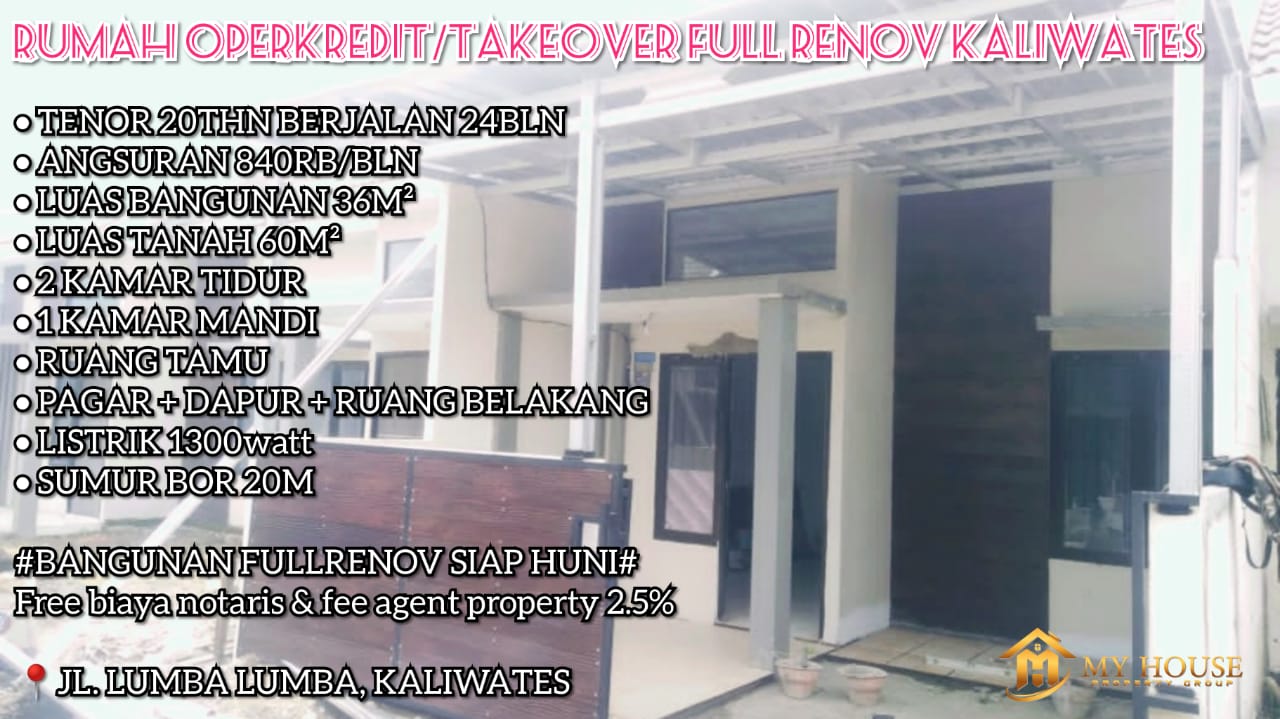 RUMAH OPERKREDIT/TAKEOVER FULL RENOV KALIWATES
• TENOR 20THN BERJALAN 24BLN
• ANGSURAN 840RB/BLN
• LUAS BANGUNAN 36M²
• LUAS TANAH 60M²
• 2 KAMAR TIDUR
• 1 KAMAR MANDI
• RUANG TAMU
• PAGAR + DAPUR + RUANG BELAKANG
• LISTRIK 1300watt
• SUMUR BOR 20M
#BANGUNAN FULLRENOV SIAP HUNI#
Free biaya notaris & fee agent property 2.5%
📍 JL. LUMBA LUMBA, KALIWATES
MY HOUSE
PROPERTY GROUP